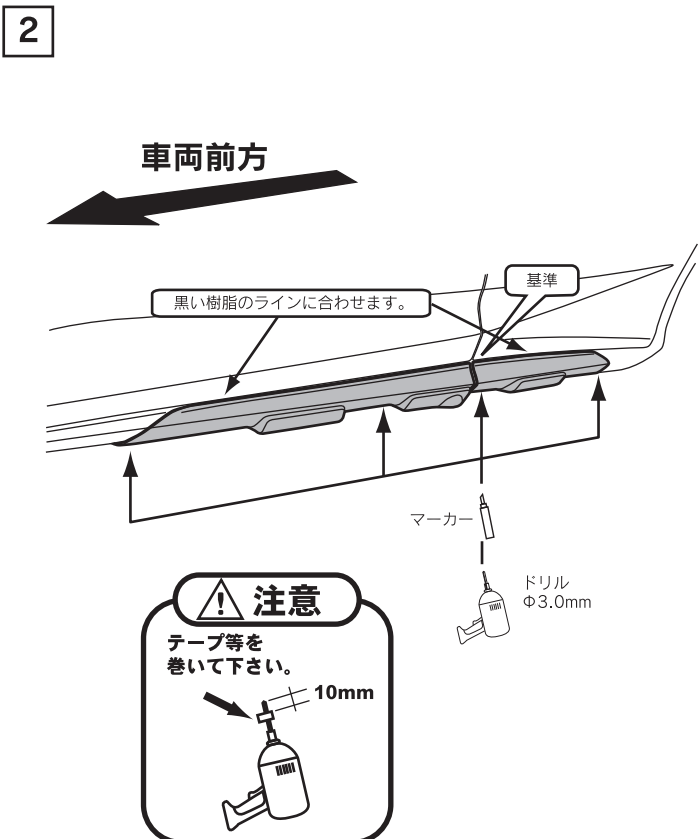 2
車両前方
黒い樹脂のラインに合わせます。
基準
マーカー
ドリル
Φ3.0mm
注意
テープ等を
巻いて下さい。
10mm